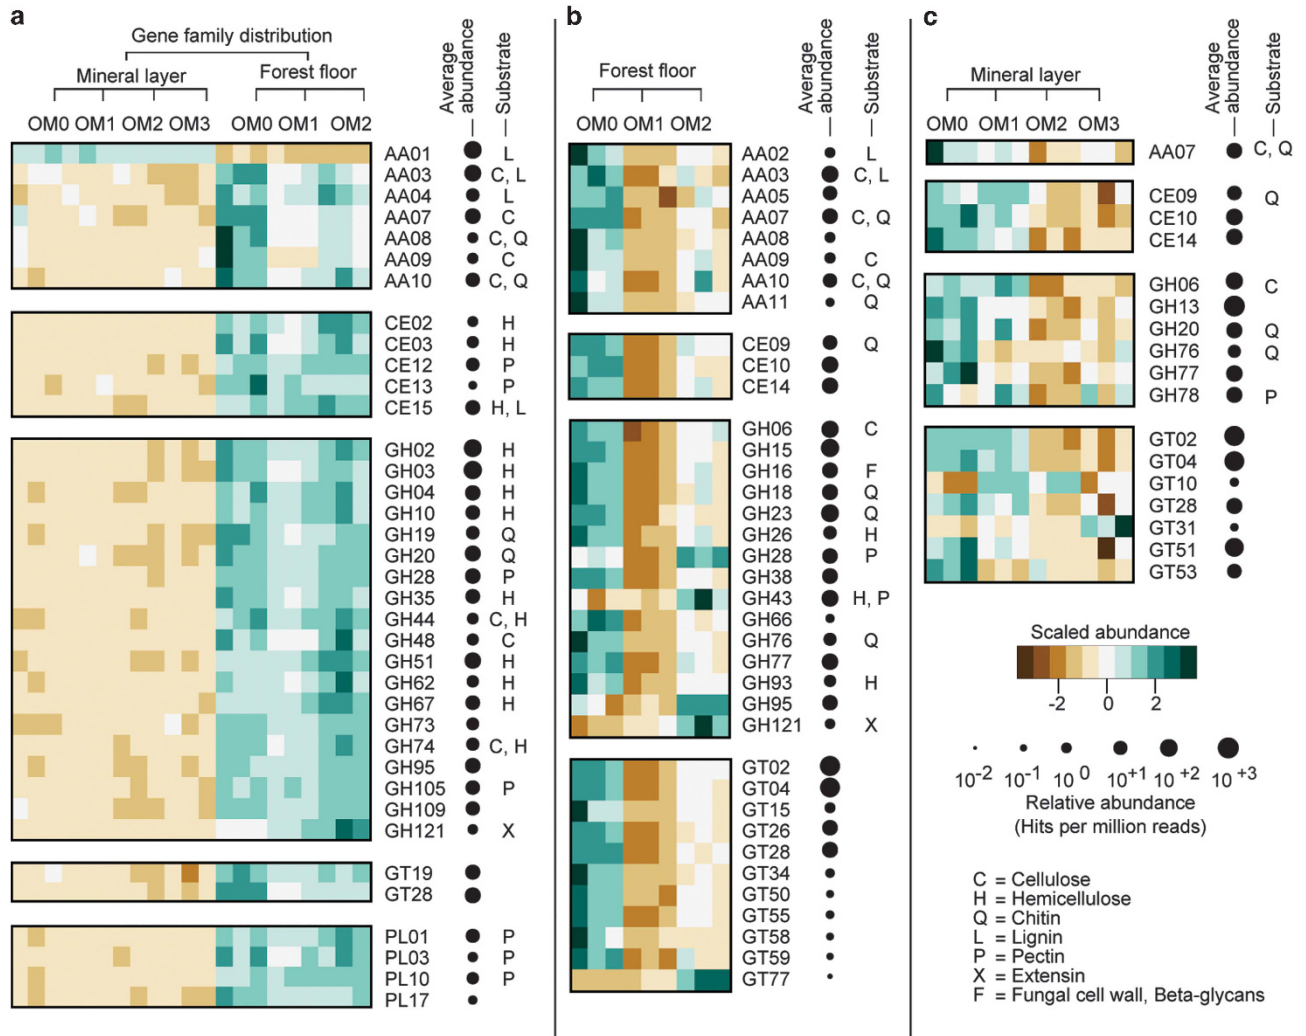 a
Gene family distribution
Mineral layer
Forest floor
OM0 OM1 OM2 OM3 OM0 OM1 OM2
Average abundance
Substrate
AA01 L
AA03 C, L
AA04 L
AA07 C
AA08 C, Q
AA09 C
AA10 C, Q
CE02 H
CE03 H
CE12 P
CE13 P
CE15 H, L
GH02 H
GH03 H
GH04 H
GH10 H
GH19 Q
GH20 Q
GH28 P
GH35 H
GH44 C, H
GH48 C
GH51 H
GH62 H
GH67 H
GH73
GH74 C, H
GH95
GH105 P
GH109
GH121 X
GT19
GT28
PL01 P
PL03 P
PL10 P
PL17
b
Forest floor
OM0 OM1 OM2
Average abundance
Substrate
AA02 L
AA03 C, L
AA05
AA07 C, Q
AA08
AA09 C
AA10 C, Q
AA11 Q
CE09 Q
CE10
CE14
GH06 C
GH15
GH16 F
GH18 Q
GH23 Q
GH26 H
GH28 P
GH38
GH43 H, P
GH66
GH76 Q
GH77
GH93 H
GH95
GH121 X
GT02
GT04
GT15
GT26
GT28
GT34
GT50
GT55
GT58
GT59
GT77
c
Mineral layer
OM0 OM1 OM2 OM3
Average abundance
Substrate
AA07 C, Q
CE09 Q
CE10
CE14
GH06 C
GH13
GH20 Q
GH76 Q
GH77
GH78 P
GT02
GT04
GT10
GT28
GT31
GT51
GT53
Scaled abundance
-2 0 2
10-2 10-1 10 0 10+1 10+2 10+3
Relative abundance
(Hits per million reads)
C = Cellulose
H = Hemicellulose
Q = Chitin
L = Lignin
P = Pectin
X = Extensin
F = Fungal cell wall, Beta-glycans